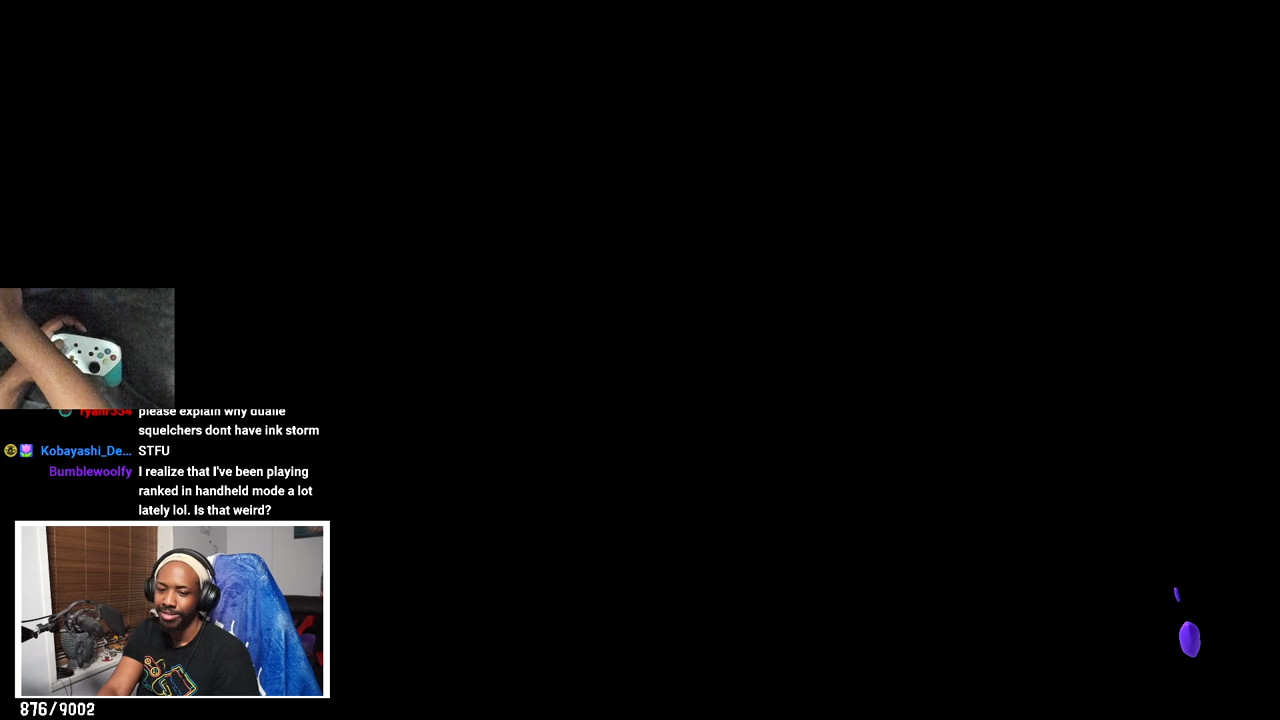 please explain why dualie
squelchers dont have ink storm
Kobayashi_De... STFU
Bumblewoolfy I realize that I've been playing
ranked in handheld mode a lot
lately lol. Is that weird?
876/9002